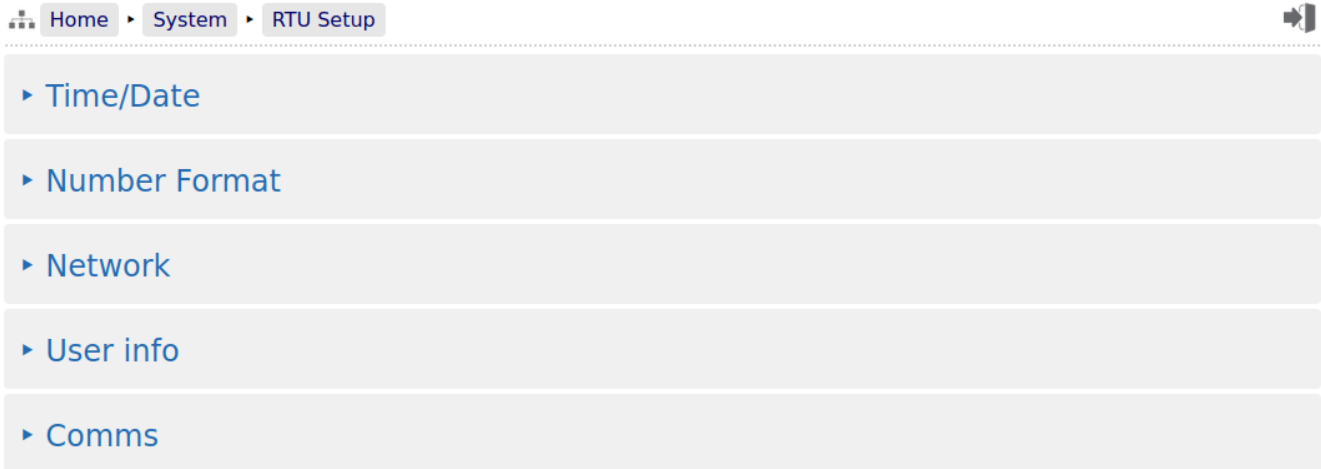 Home ‣ System ‣ RTU Setup
‣ Time/Date
‣ Number Format
‣ Network
‣ User info
‣ Comms